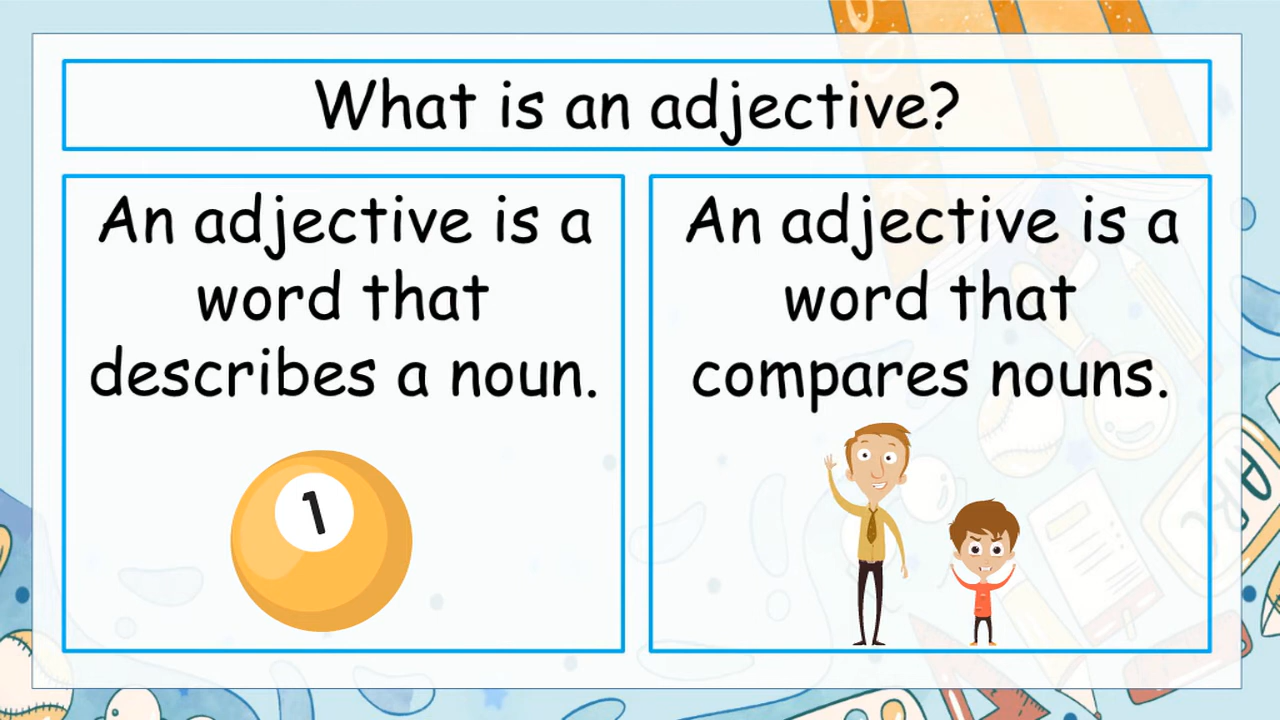 What is an adjective?
An adjective is a
word that
describes a noun.
1
An adjective is a
word that
compares nouns.
ABC